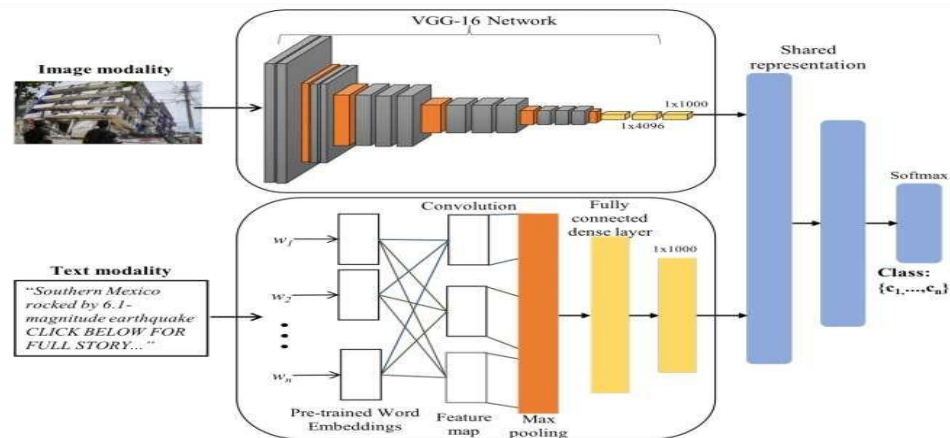 VGG-16 Network
Image modality
1x1000
1x4096
Shared
representation
Softmax
Class:
{c1,...,cn}
Text modality
“Southern Mexico
rocked by 6.1-
magnitude earthquake
CLICK BELOW FOR
FULL STORY...”
w1
w2
wn
Pre-trained Word
Embeddings
Convolution
Feature
map
Max
pooling
Fully
connected
dense layer
1x1000